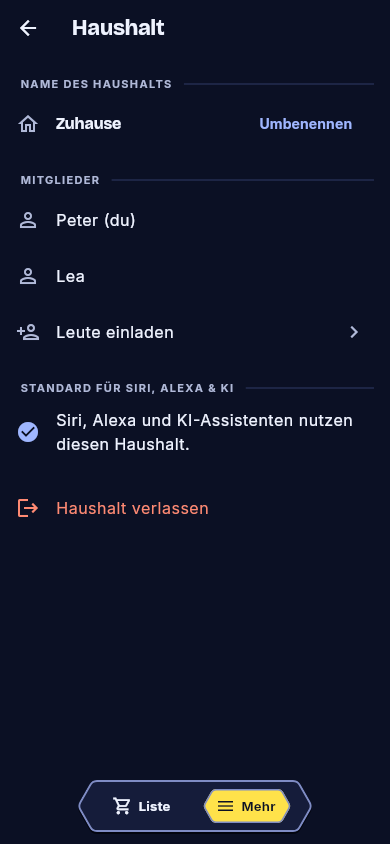 Haushalt
NAME DES HAUSHALTS
Zuhause
Umbenennen
MITGLIEDER
Peter (du)
Lea
Leute einladen
STANDARD FÜR SIRI, ALEXA & KI
Siri, Alexa und KI-Assistenten nutzen
diesen Haushalt.
Haushalt verlassen
Liste
Mehr